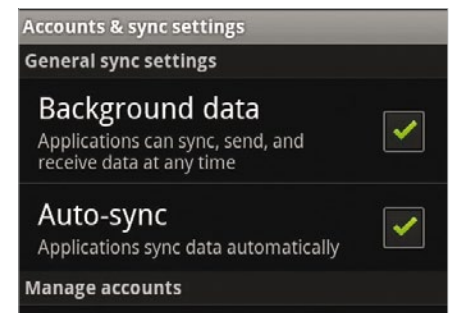 Accounts & sync settings
General sync settings
Background data
Applications can sync, send, and
receive data at any time
Auto-sync
Applications sync data automatically
Manage accounts